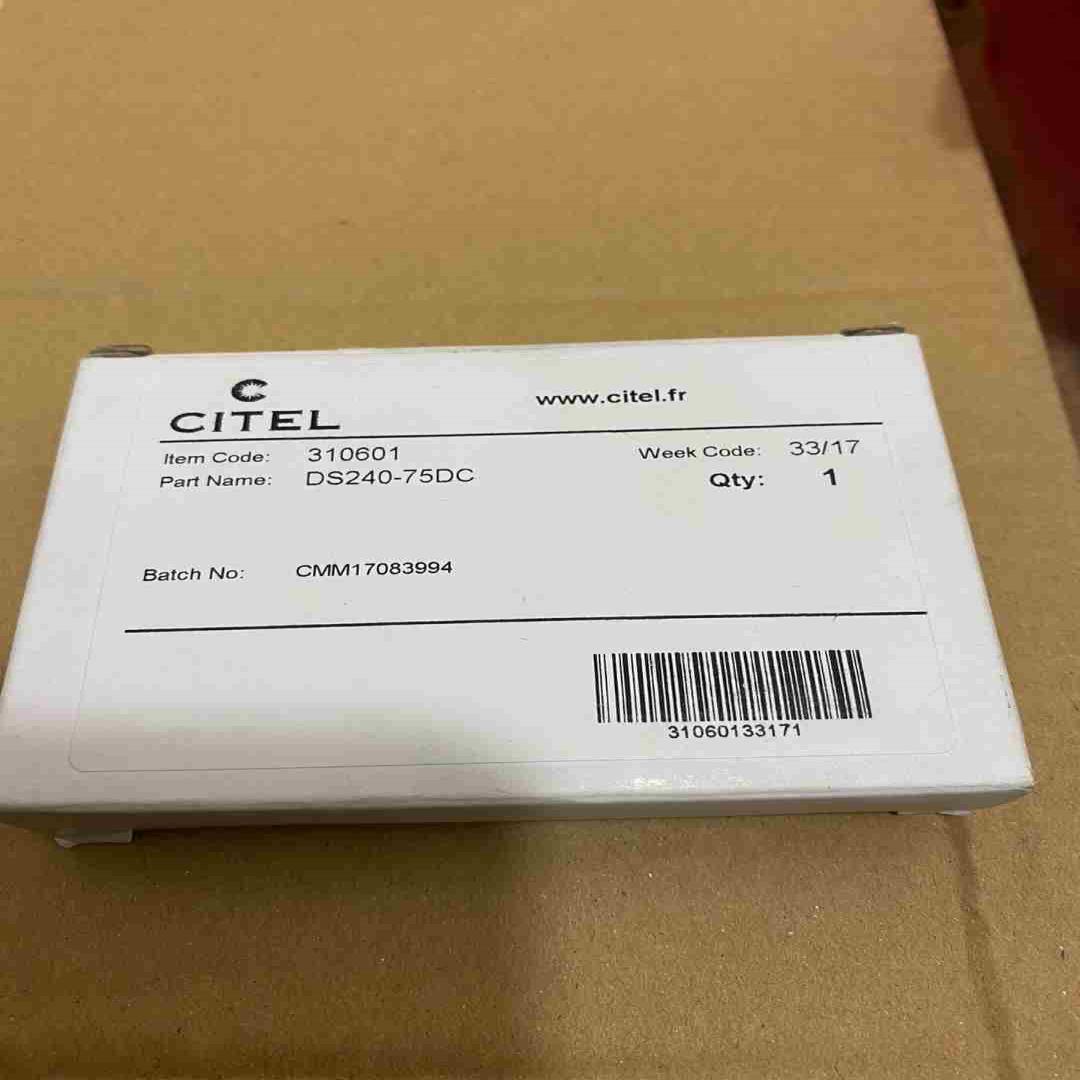 CITEL
www.citel.fr
Item Code: 310601
Week Code: 33/17
Part Name: DS240-75DC
Qty: 1
Batch No: CMM17083994
31060133171